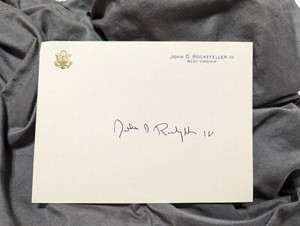 JOHN D. ROCKEFELLER IV
WEST VIRGINIA
John D Rockefeller IV